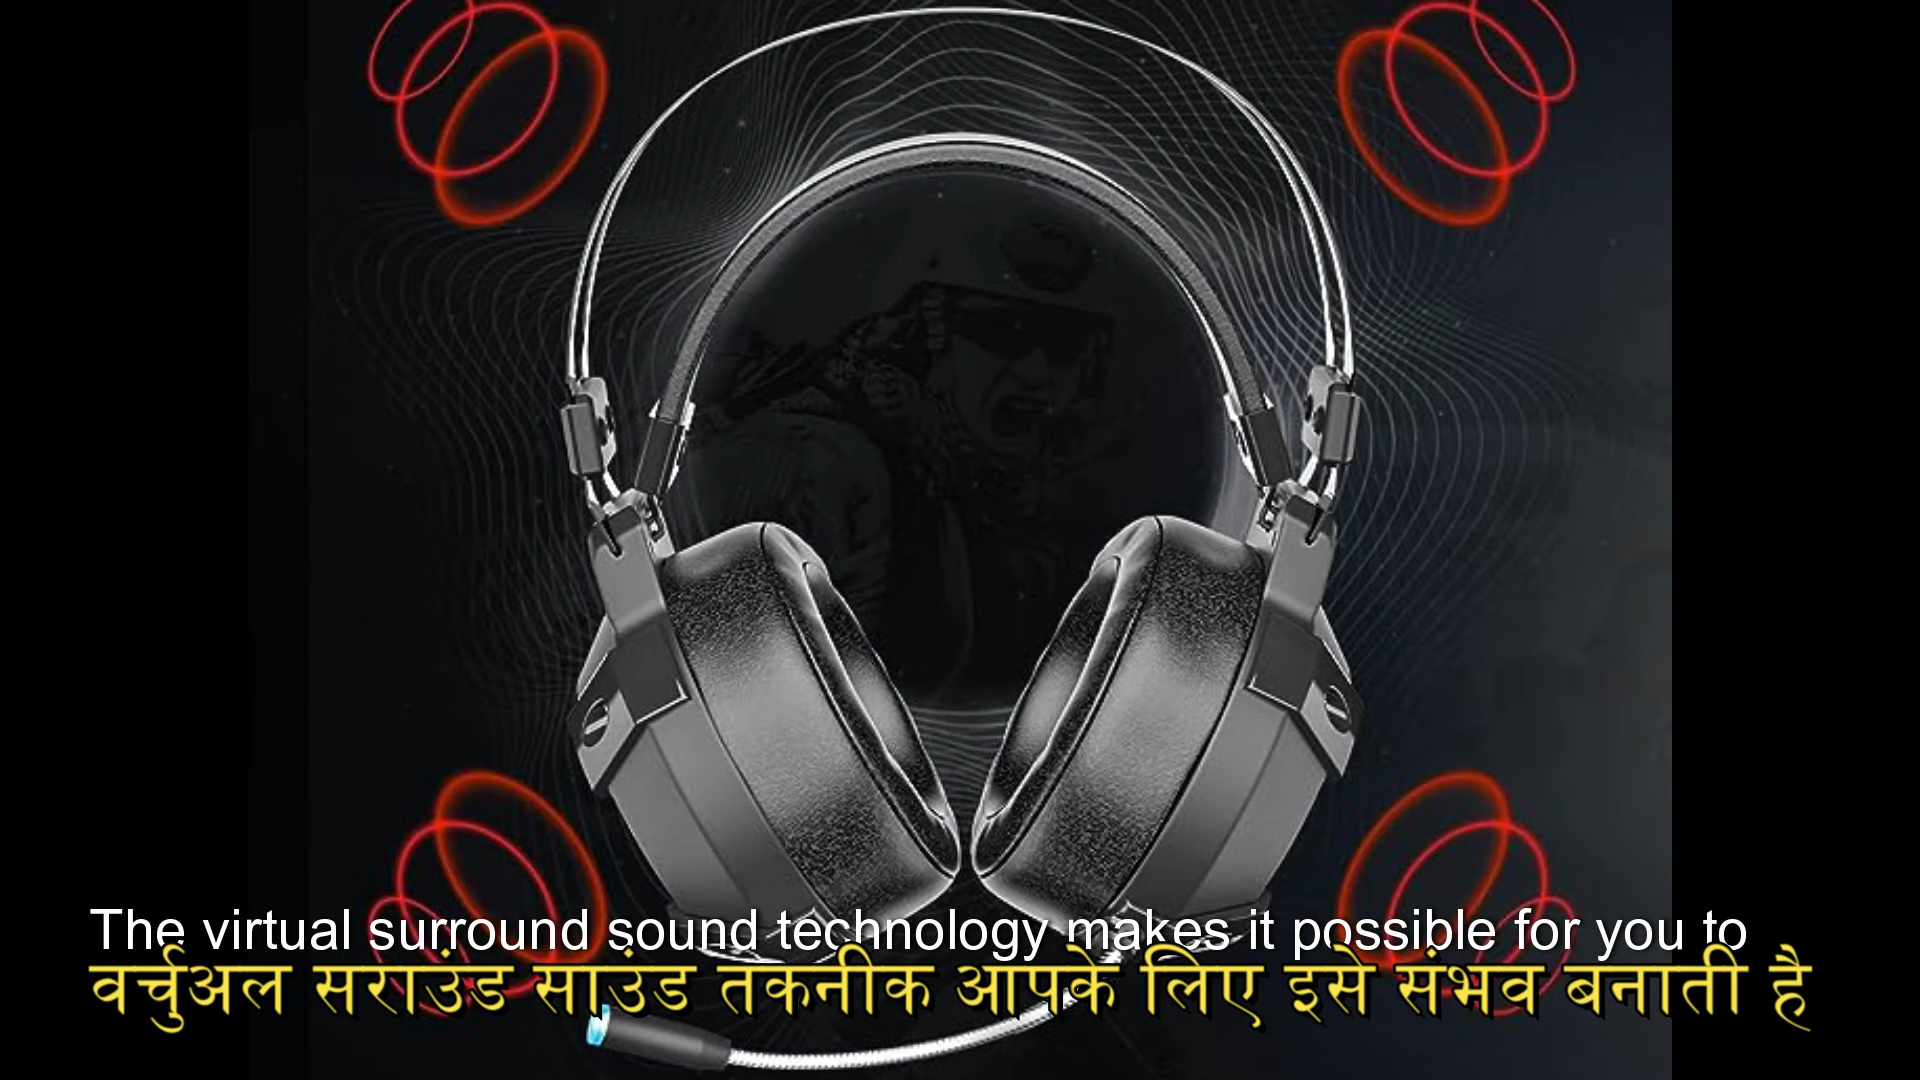 The virtual surround sound technology makes it possible for you to
वर्चुअल सराउंड साउंड तकनीक आपके लिए इसे संभव बनाती है